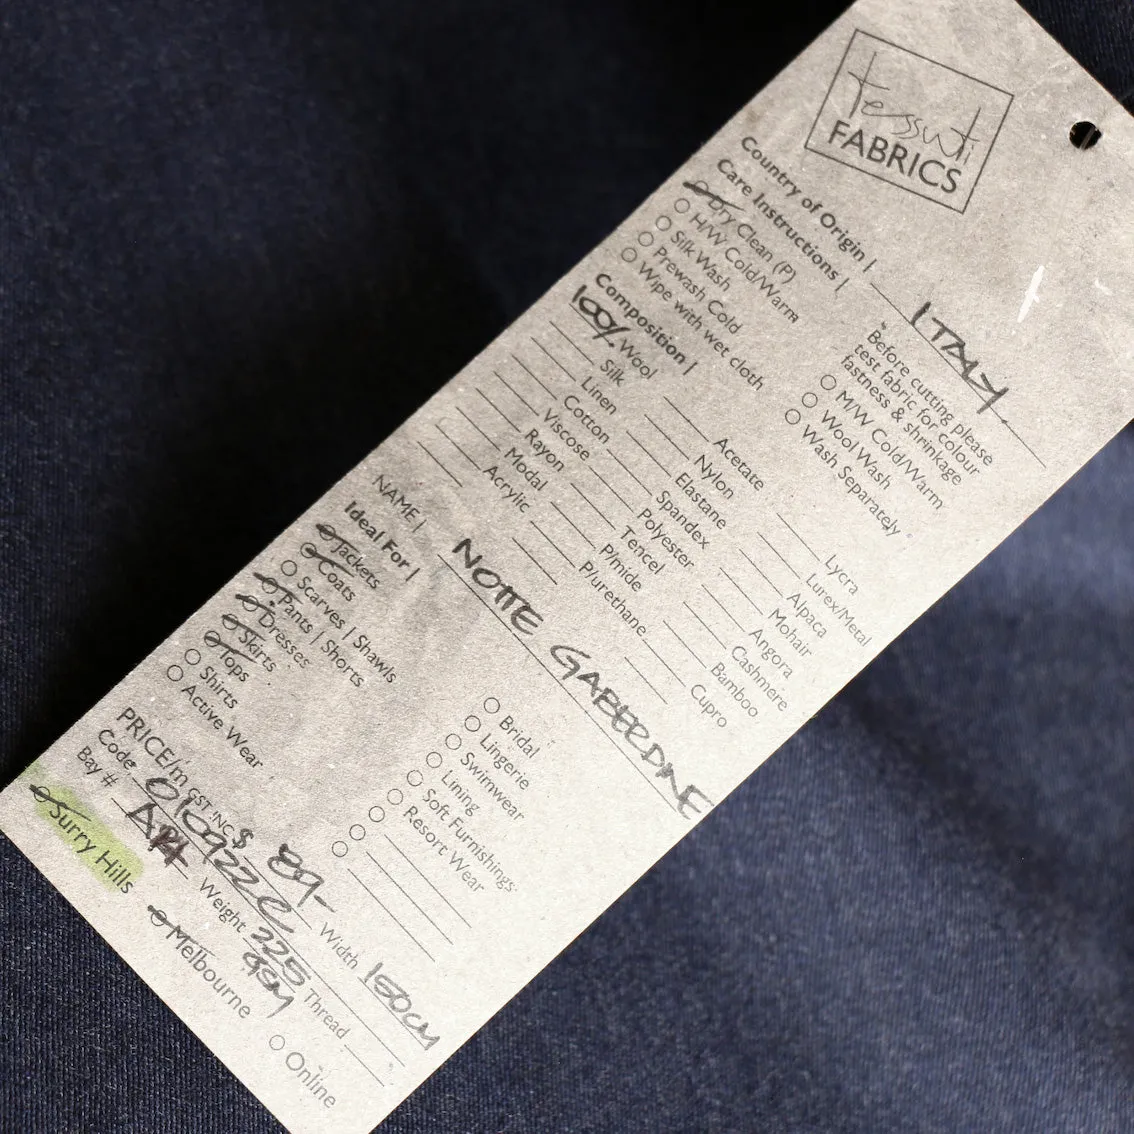 tessuti
FABRICS
Country of Origin | ITALY
Care Instructions |
Dry Clean (P)
H/W Cold/Warm
Silk Wash
Prewash Cold
Wipe with wet cloth
Before cutting please
test fabric for colour
fastness & shrinkage
M/W Cold/Warm
Wool Wash
Wash Separately
Composition |
100% Wool
Silk
Linen
Cotton
Viscose
Rayon
Modal
Acrylic
Acetate
Nylon
Elastane
Spandex
Polyester
Tencel
P/mide
P/urethane
Lycra
Lurex/Metal
Alpaca
Mohair
Angora
Cashmere
Bamboo
Cupro
NAME | NOTTE GABERDINE
Ideal For |
Jackets
Coats
Scarves | Shawls
Pants | Shorts
Dresses
Skirts
Tops
Shirts
Active Wear
Bridal
Lingerie
Swimwear
Lining
Soft Furnishings
Resort Wear
PRICE/m GST INC $ 89- Width 150CM
Code 010922C
Bay # Weight 225 GSM Thread
Surry Hills Melbourne Online